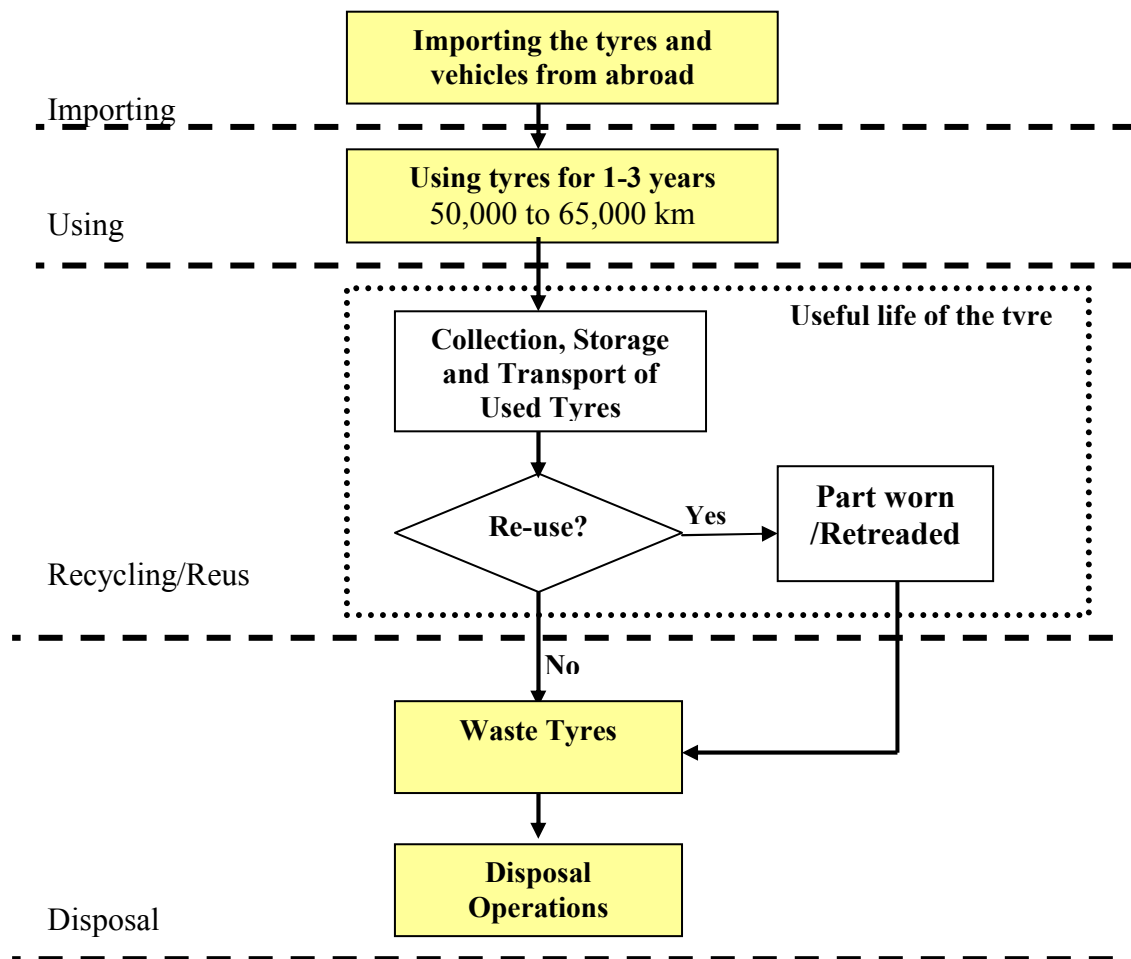 Importing the tyres and
vehicles from abroad
Importing
Using tyres for 1-3 years
50,000 to 65,000 km
Using
Useful life of the tvre
Collection, Storage
and Transport of
Used Tyres
Re-use?
Yes
Part worn
/Retreaded
Recycling/Reus
No
Waste Tyres
Disposal
Operations
Disposal